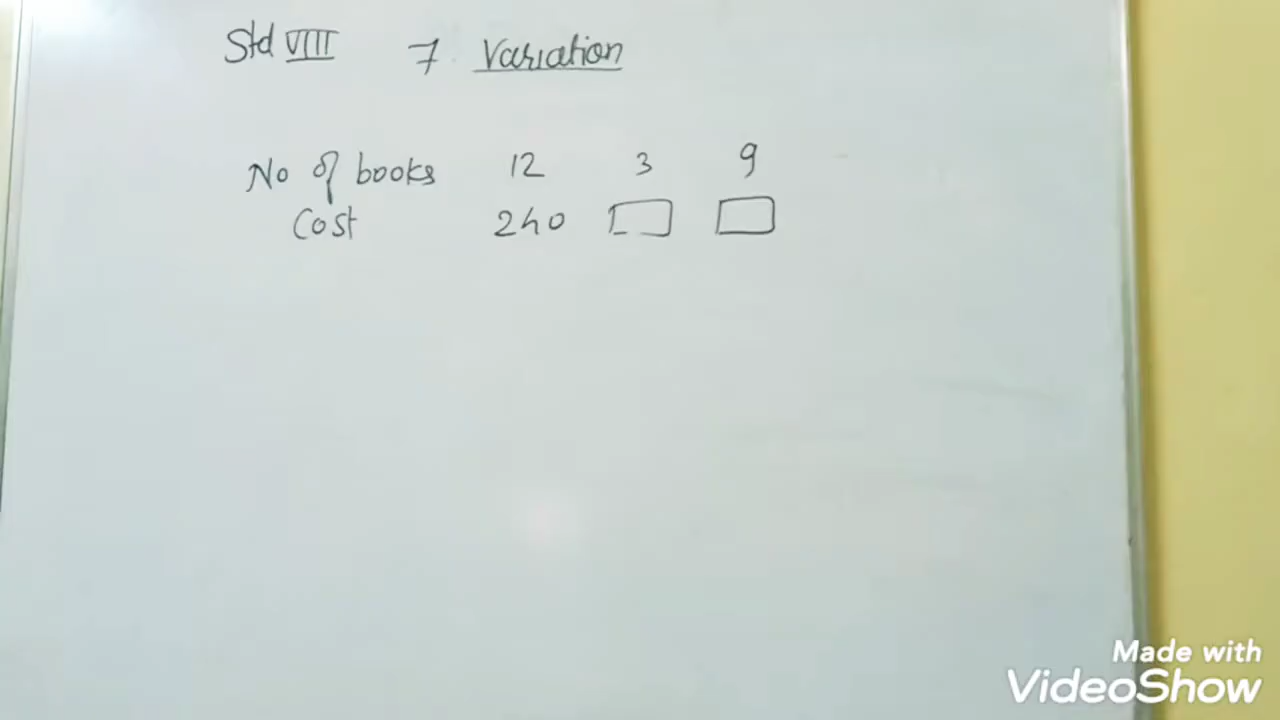 Std VIII 7 Variation
No of books 12 3 9
Cost 240
Made with
VideoShow